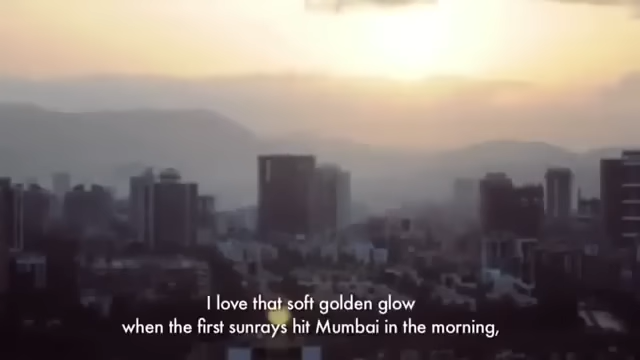 I love that soft golden glow
when the first sunrays hit Mumbai in the morning,